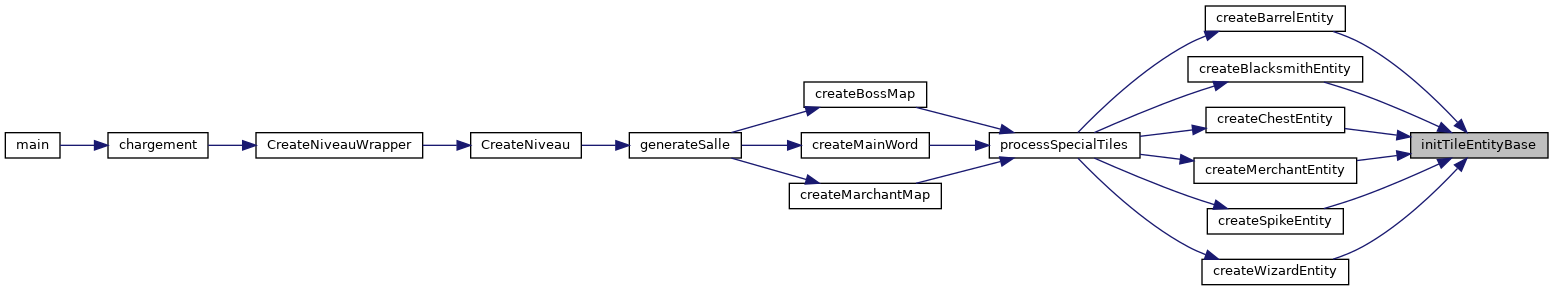 main
chargement
CreateNiveauWrapper
CreateNiveau
generateSalle
createBossMap
createMainWord
createMarchantMap
processSpecialTiles
createBarrelEntity
createBlacksmithEntity
createChestEntity
createMerchantEntity
createSpikeEntity
createWizardEntity
initTileEntityBase